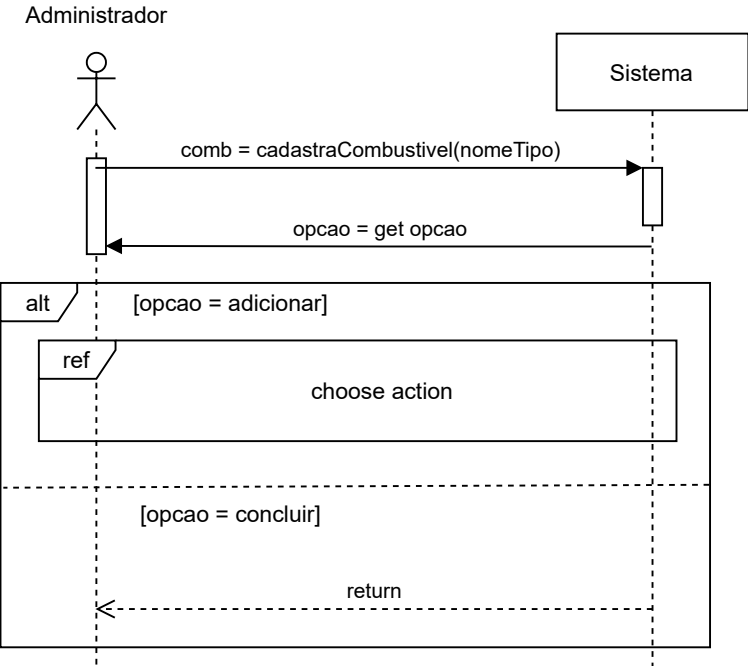 Administrador
Sistema
comb = cadastraCombustivel(nomeTipo)
opcao = get opcao
alt
[opcao = adicionar]
ref
choose action
[opcao = concluir]
return